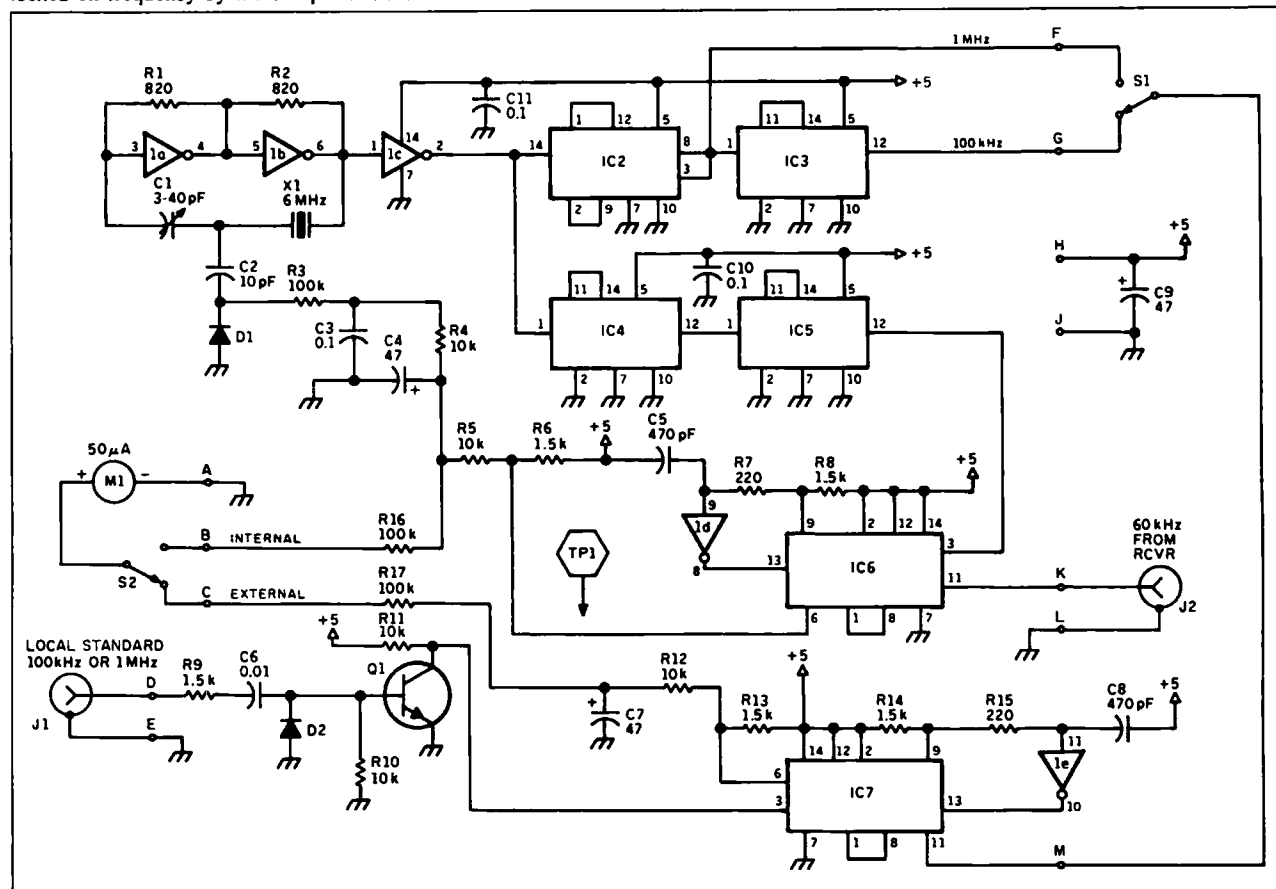 F
1 MHz
S1
R1
820
R2
820
C11
0.1
+5
1
12
5
11
14
5
3
1a
4
5
1b
6
1
14
1c
2
7
14
IC2
8
3
1
IC3
12
100kHz
G
2
9
7
10
2
7
10
C1
3-40 pF
X1
6 MHz
C2
10 pF
R3
100k
D1
C3
0.1
C4
47
+
R4
10k
C10
0.1
+5
11
14
5
11
14
5
1
IC4
12
1
IC5
12
2
7
10
2
7
10
H
+5
+
C9
47
J
50μA
+
M1
-
A
B
INTERNAL
R16
100k
S2
C
EXTERNAL
R17
100k
R5
10k
R6
1.5k
+5
C5
470 pF
R7
220
R8
1.5k
+5
9
1d
8
9
2
12
14
13
IC6
3
11
6
1
8
7
TP1
60 kHz
FROM
RCVR
K
J2
L
LOCAL STANDARD
100kHz OR 1MHz
J1
D
E
R9
1.5k
C6
0.01
D2
R10
10k
+5
R11
10k
Q1
+
C7
47
R12
10k
R13
1.5k
+5
R14
1.5k
R15
220
C8
470 pF
+5
14
12
2
9
11
1e
10
6
3
IC7
13
7
1
8
11
M